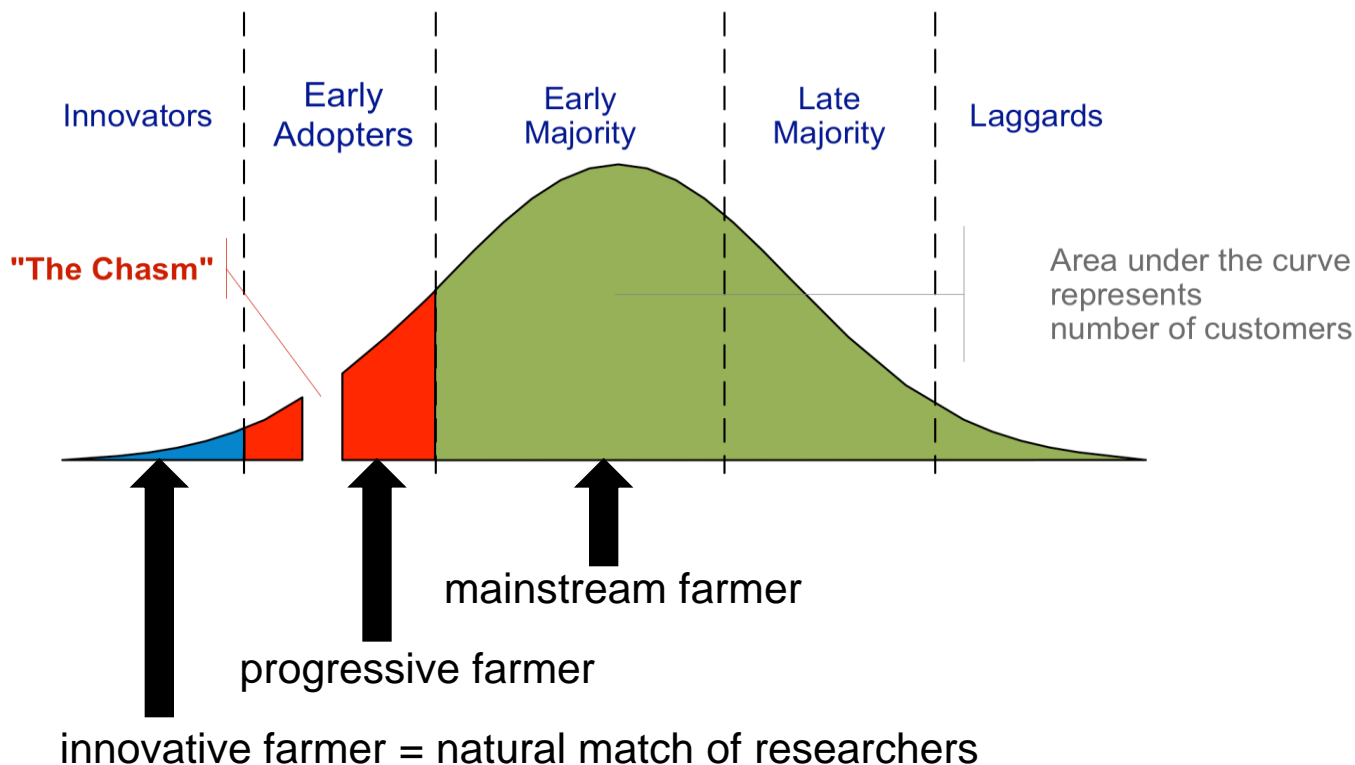 Innovators
Early
Adopters
Early
Majority
Late
Majority
Laggards
"The Chasm"
Area under the curve
represents
number of customers
mainstream farmer
progressive farmer
innovative farmer = natural match of researchers